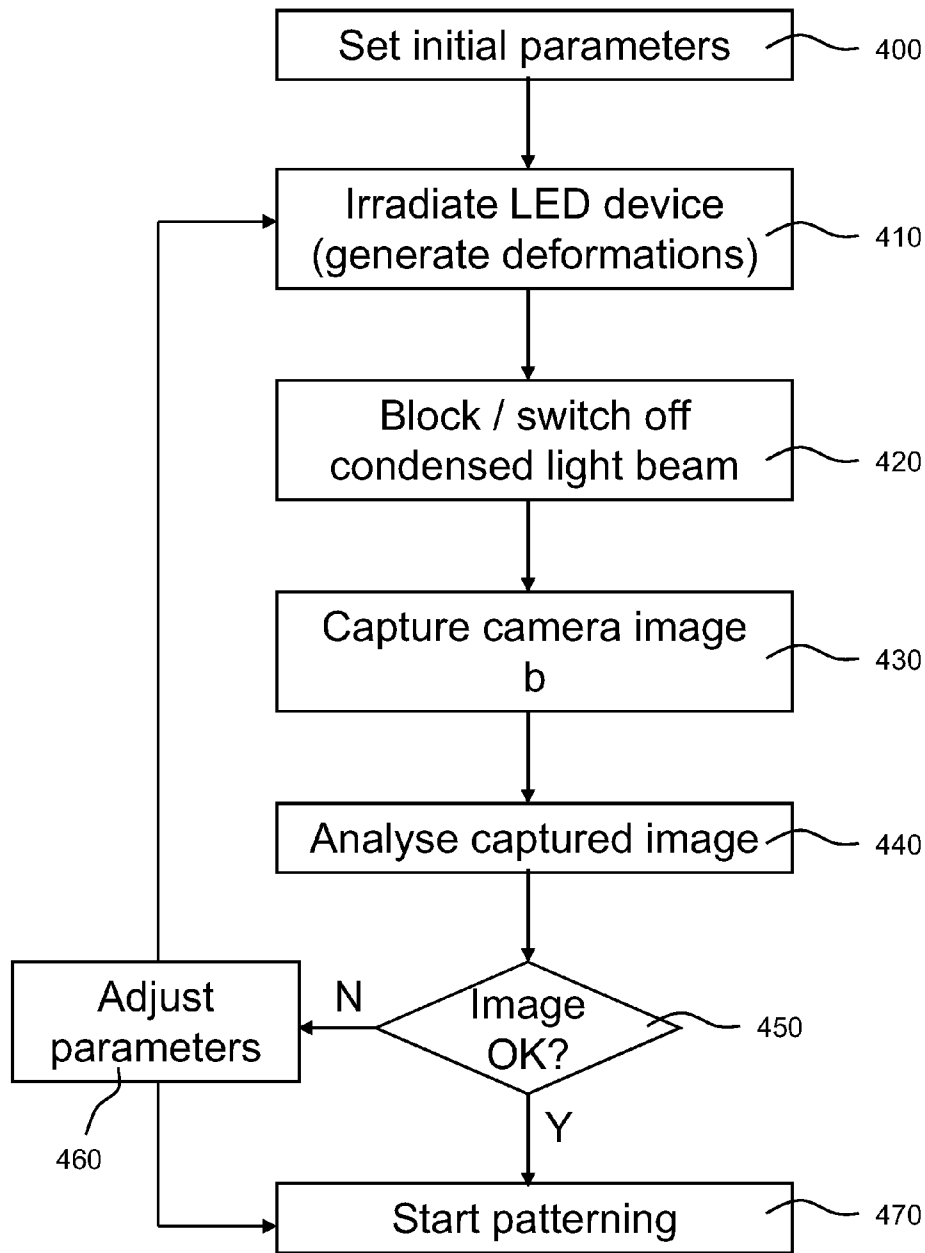 Set initial parameters
400
Irradiate LED device
(generate deformations)
410
Block / switch off
condensed light beam
420
Capture camera image
b
430
Analyse captured image
440
Adjust
parameters
460
N
Image
OK?
450
Y
Start patterning
470